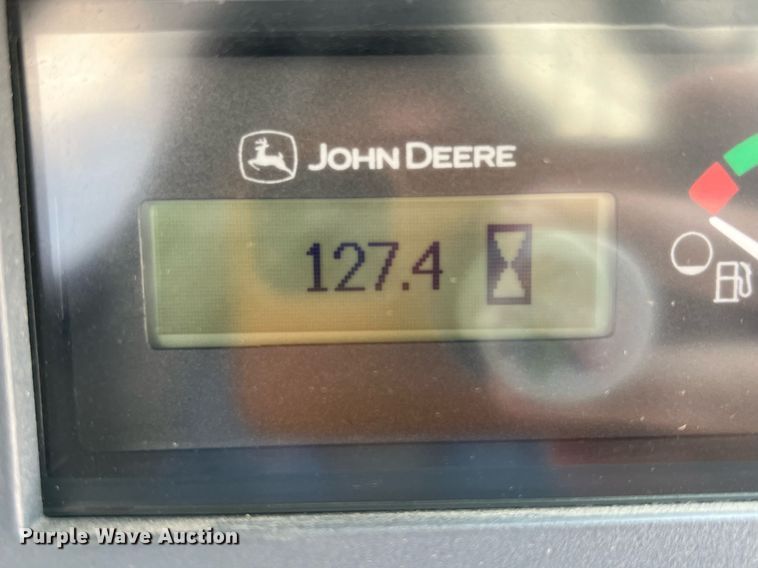 JOHN DEERE
127.4
Purple Wave Auction